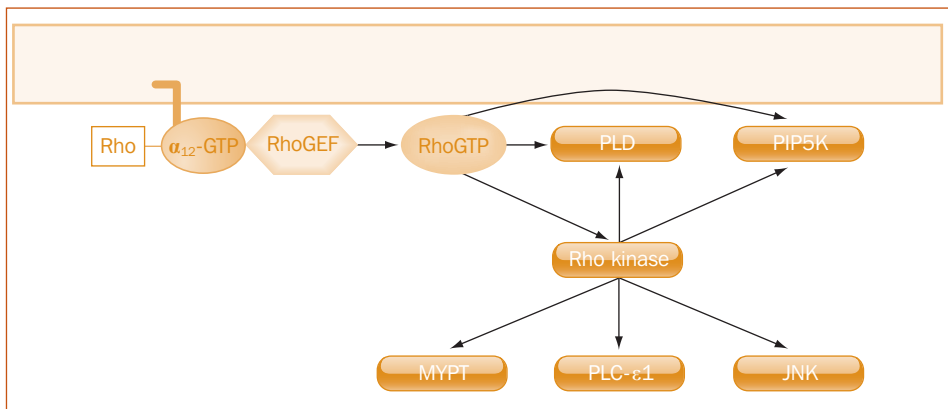 Rho
α12-GTP
RhoGEF
RhoGTP
PLD
PIP5K
Rho kinase
MYPT
PLC-ε1
JNK